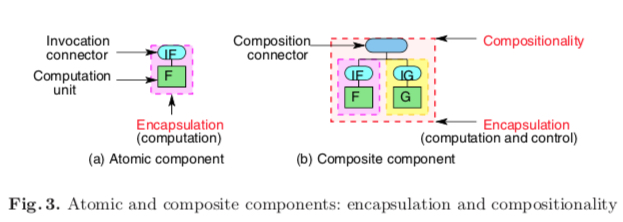 Invocation
connector
IF
Computation
unit
F
Encapsulation
(computation)
(a) Atomic component
Composition
connector
Compositionality
IF
IG
F
G
Encapsulation
(computation and control)
(b) Composite component
Fig. 3. Atomic and composite components: encapsulation and compositionality